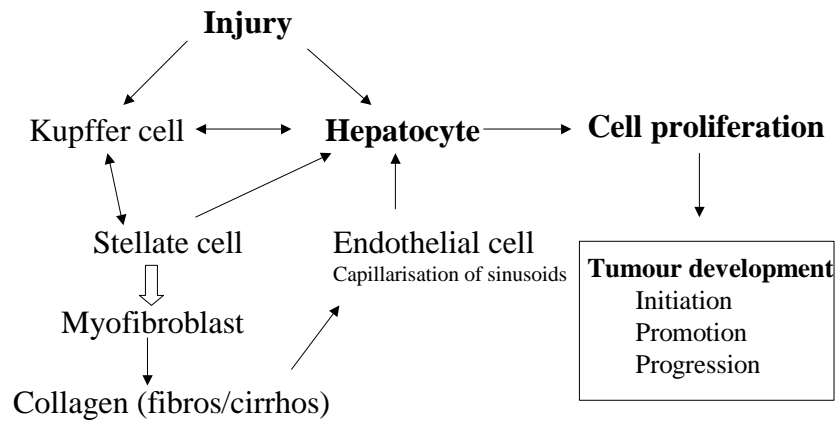 Injury
Kupffer cell
Hepatocyte
Cell proliferation
Stellate cell
Endothelial cell
Capillarisation of sinusoids
Myofibroblast
Collagen (fibros/cirrhos)
Tumour development
Initiation
Promotion
Progression